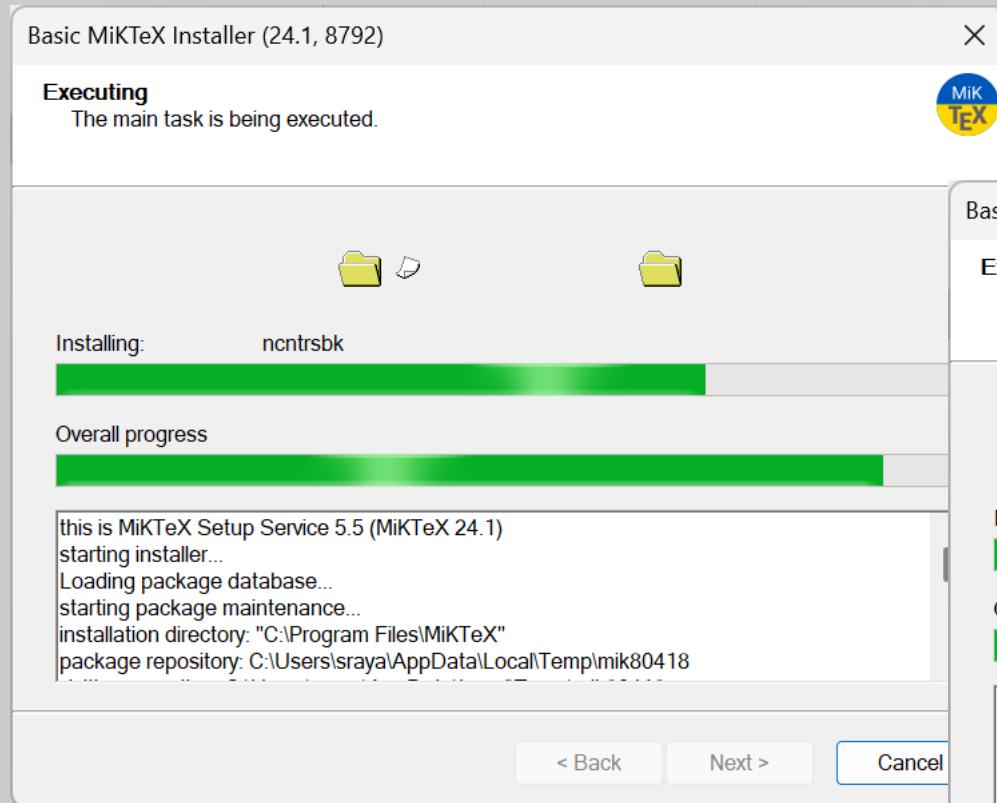 Basic MiKTeX Installer (24.1, 8792)
Executing
The main task is being executed.
MiK
TEX
Bas
Installing: ncntrsbk
Overall progress
this is MiKTeX Setup Service 5.5 (MiKTeX 24.1)
starting installer...
Loading package database...
starting package maintenance...
installation directory: "C:\Program Files\MiKTeX"
package repository: C:\Users\sraya\AppData\Local\Temp\mik80418
< Back
Next >
Cancel